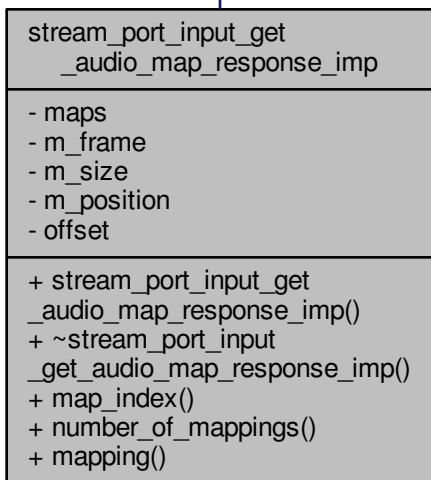 stream_port_input_get
_audio_map_response_imp
- maps
- m_frame
- m_size
- m_position
- offset
+ stream_port_input_get
_audio_map_response_imp()
+ ~stream_port_input
_get_audio_map_response_imp()
+ map_index()
+ number_of_mappings()
+ mapping()